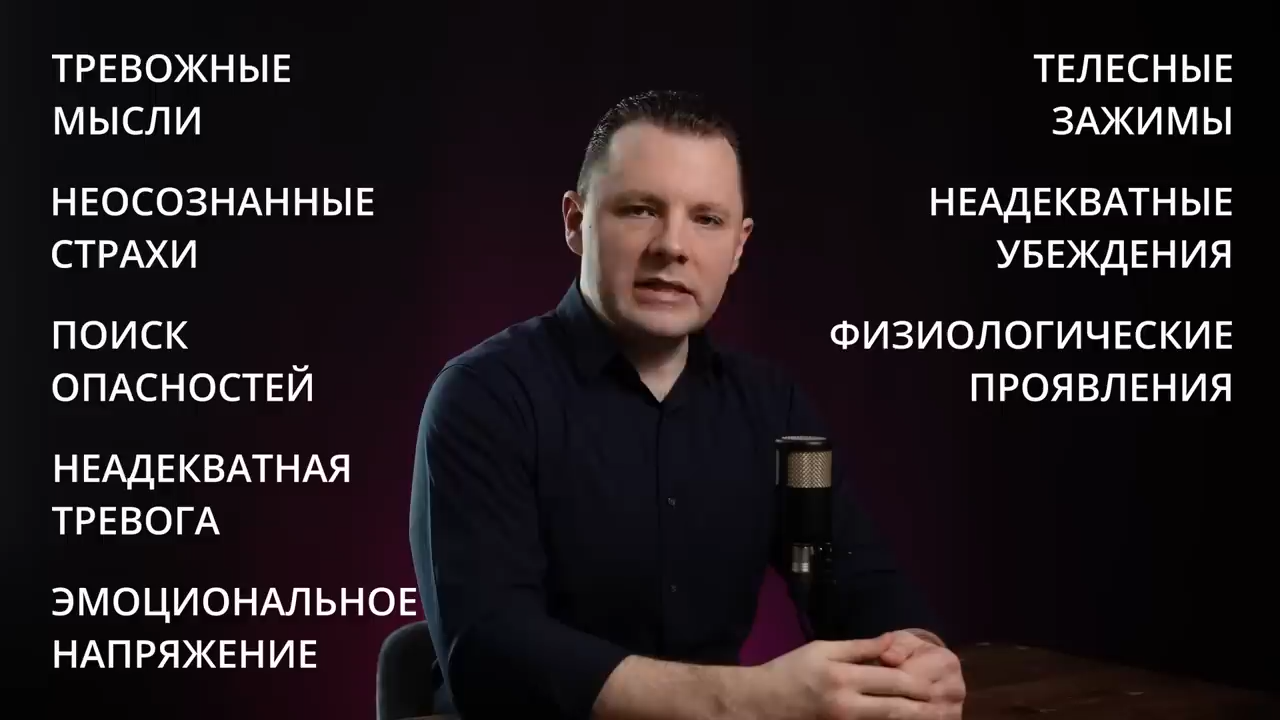 ТРЕВОЖНЫЕ
МЫСЛИ
НЕОСОЗНАННЫЕ
СТРАХИ
ПОИСК
ОПАСНОСТЕЙ
НЕАДЕКВАТНАЯ
ТРЕВОГА
ЭМОЦИОНАЛЬНОЕ
НАПРЯЖЕНИЕ
ТЕЛЕСНЫЕ
ЗАЖИМЫ
НЕАДЕКВАТНЫЕ
УБЕЖДЕНИЯ
ФИЗИОЛОГИЧЕСКИЕ
ПРОЯВЛЕНИЯ